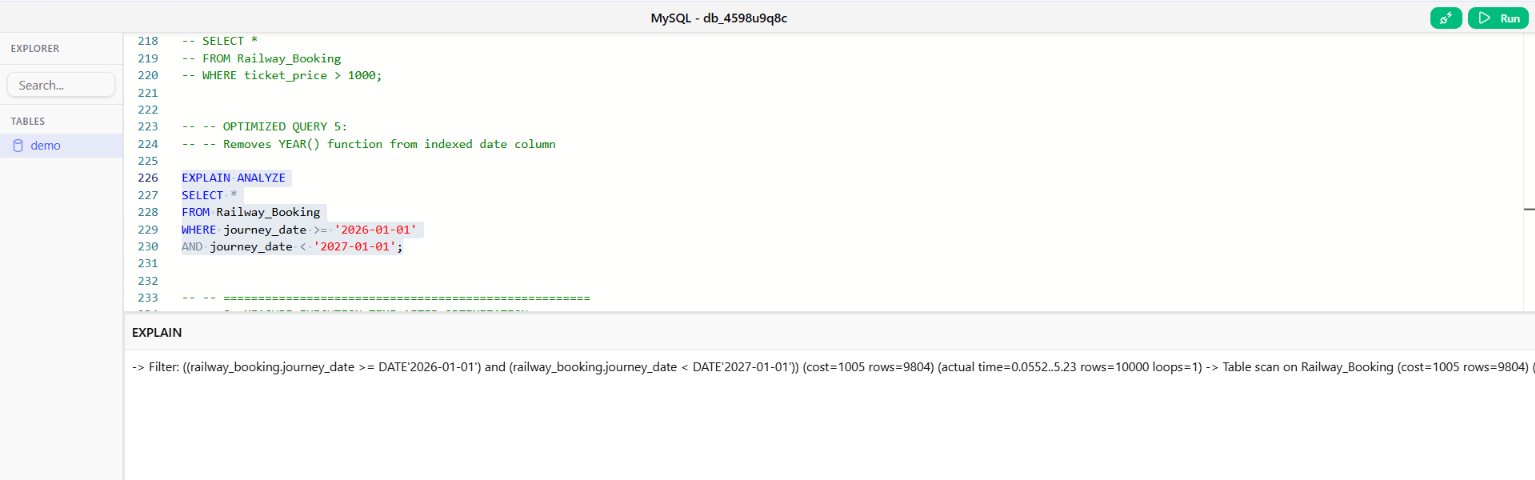 MySQL - db_4598u9q8c
Run
EXPLORER
Search...
TABLES
demo
218 -- SELECT *
219 -- FROM Railway_Booking
220 -- WHERE ticket_price > 1000;
221
222
223 -- -- OPTIMIZED QUERY 5:
224 -- -- Removes YEAR() function from indexed date column
225
226 EXPLAIN ANALYZE
227 SELECT *
228 FROM Railway_Booking
229 WHERE journey_date >= '2026-01-01'
230 AND journey_date < '2027-01-01';
231
232
233 -- -- =====================================================
EXPLAIN
-> Filter: ((railway_booking.journey_date >= DATE'2026-01-01') and (railway_booking.journey_date < DATE'2027-01-01')) (cost=1005 rows=9804) (actual time=0.0552..5.23 rows=10000 loops=1) -> Table scan on Railway_Booking (cost=1005 rows=9804) (